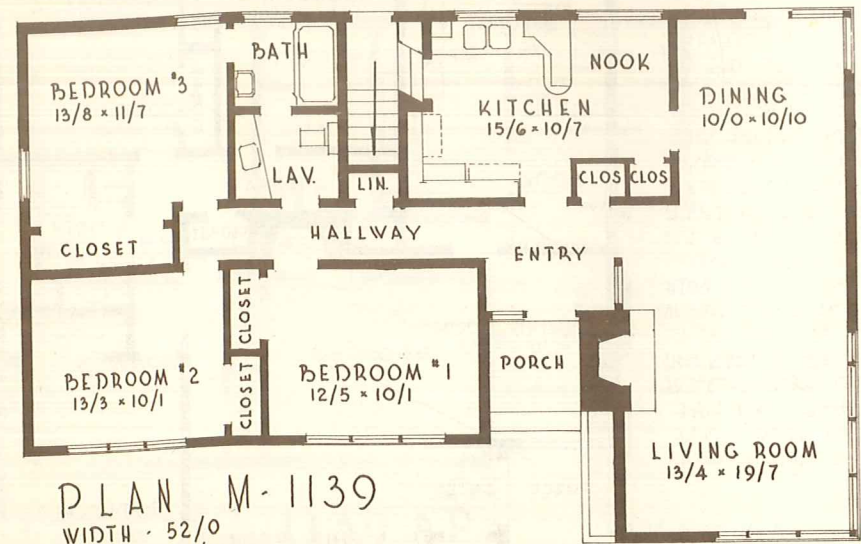 BATH
BEDROOM #3
13/8 × 11/7
NOOK
KITCHEN
15/6 × 10/7
DINING
10/0 × 10/10
LAV.
LIN.
CLOS
CLOS
CLOSET
HALLWAY
ENTRY
CLOSET
CLOSET
BEDROOM #2
13/3 × 10/1
BEDROOM #1
12/5 × 10/1
PORCH
LIVING ROOM
13/4 × 19/7
PLAN M-1139
WIDTH - 52/0